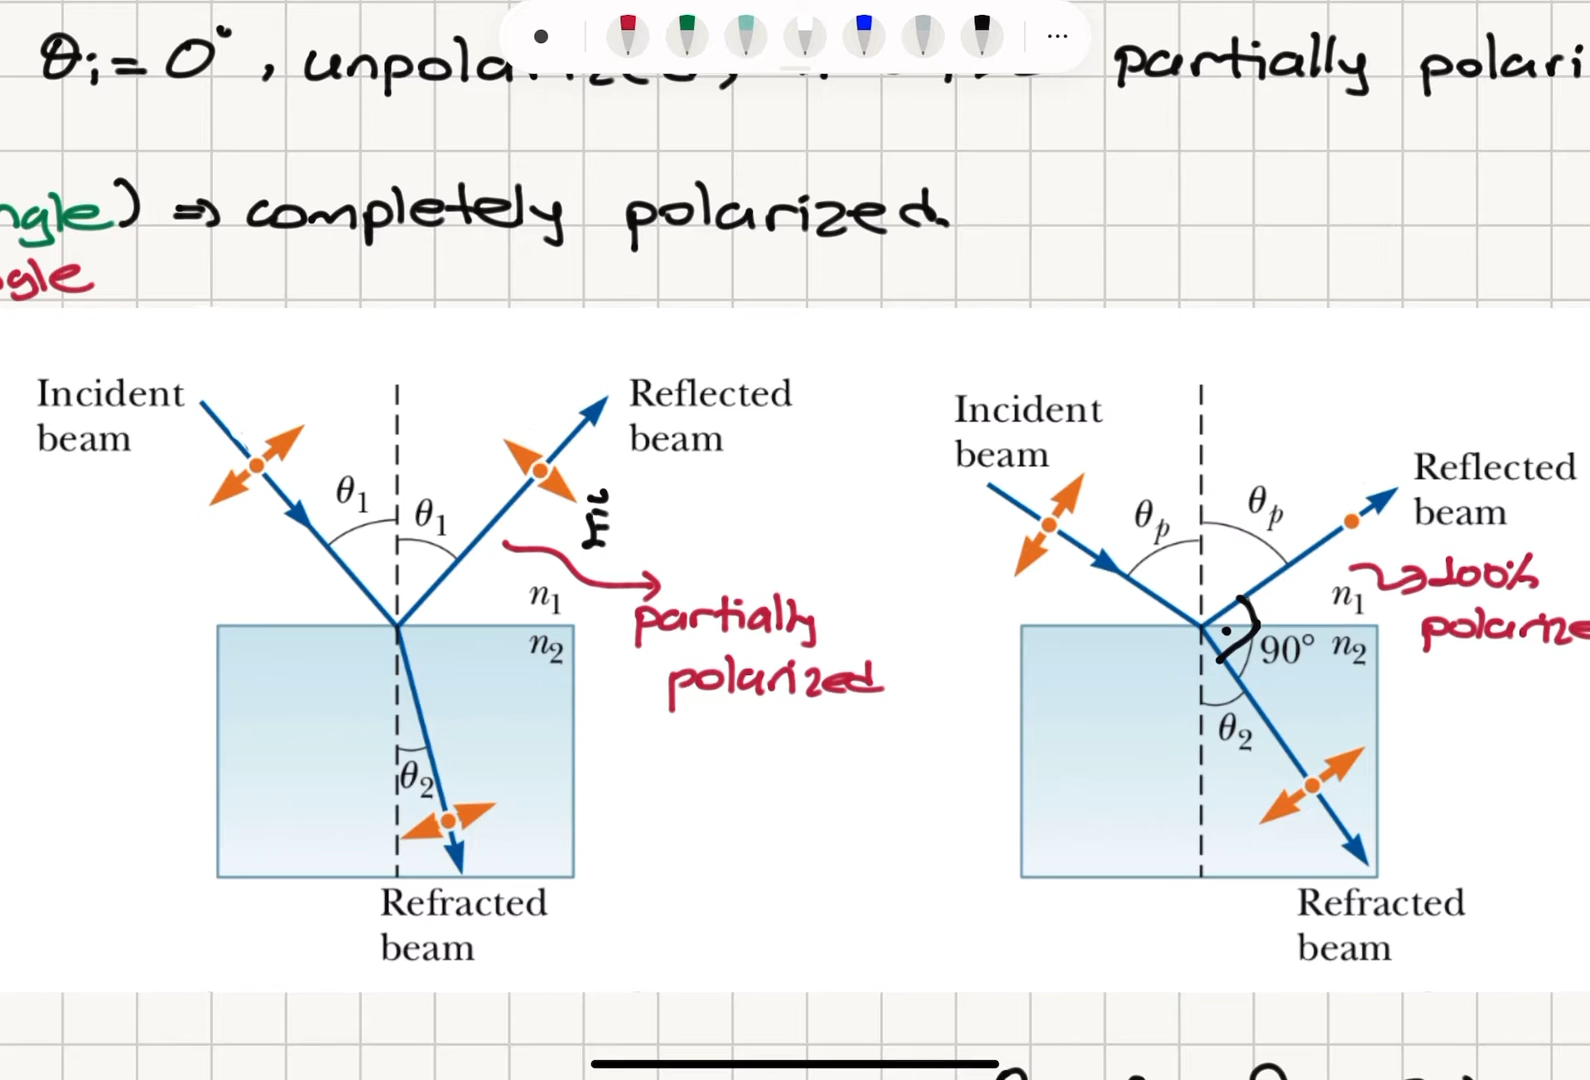 θi = 0°, unpola partially polari
ngle) ⇒ completely polarized.
gle
Incident
beam
θ1
θ1
Reflected
beam
n1
n2
θ2
Refracted
beam
partially
polarized
Incident
beam
θp
θp
Reflected
beam
n1
n2
90°
θ2
Refracted
beam
100%
polarize